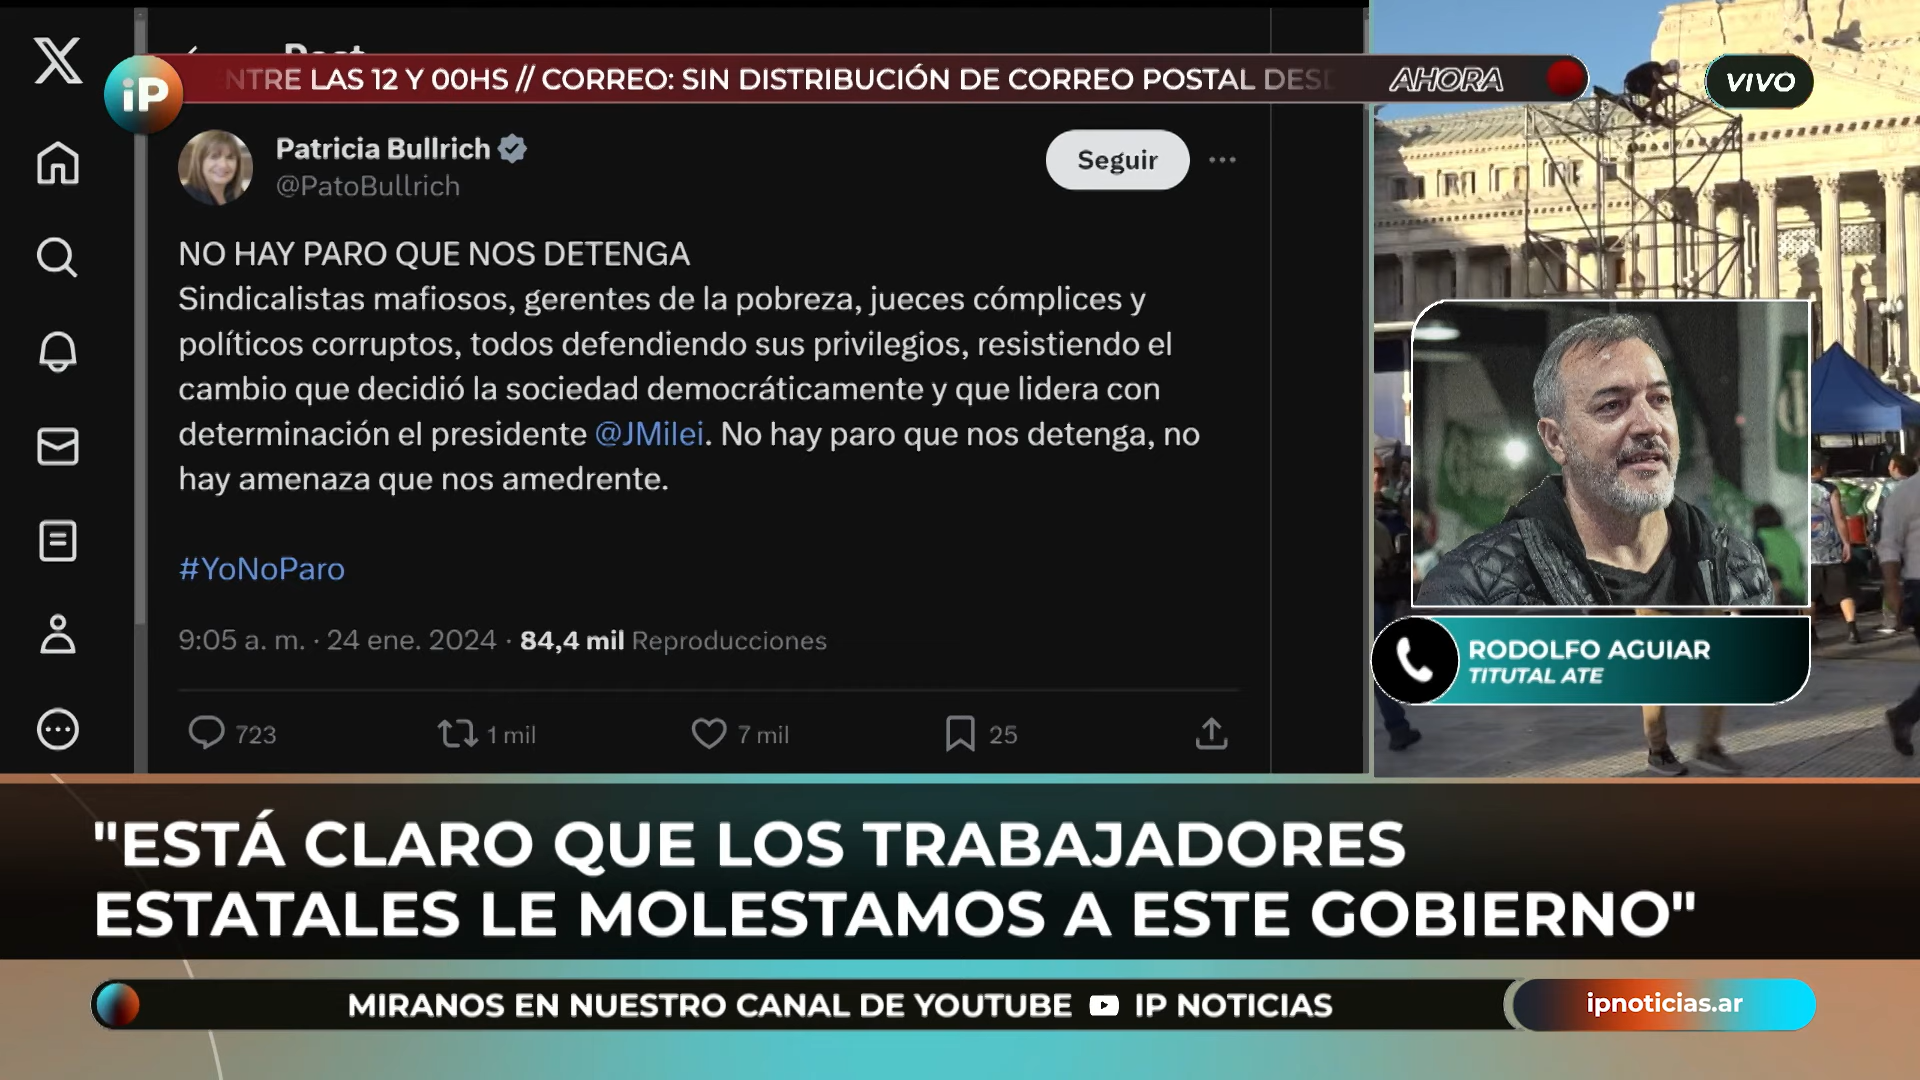 Post
iP
ENTRE LAS 12 Y 00HS // CORREO: SIN DISTRIBUCIÓN DE CORREO POSTAL
AHORA
VIVO
Patricia Bullrich
@PatoBullrich
Seguir
NO HAY PARO QUE NOS DETENGA
Sindicalistas mafiosos, gerentes de la pobreza, jueces cómplices y
políticos corruptos, todos defendiendo sus privilegios, resistiendo el
cambio que decidió la sociedad democráticamente y que lidera con
determinación el presidente @JMilei. No hay paro que nos detenga, no
hay amenaza que nos amedrente.
#YoNoParo
9:05 a. m. · 24 ene. 2024 · 84,4 mil Reproducciones
723 1 mil 7 mil 25
RODOLFO AGUIAR
TITUTAL ATE
"ESTÁ CLARO QUE LOS TRABAJADORES
ESTATALES LE MOLESTAMOS A ESTE GOBIERNO"
MIRANOS EN NUESTRO CANAL DE YOUTUBE IP NOTICIAS
ipnoticias.ar